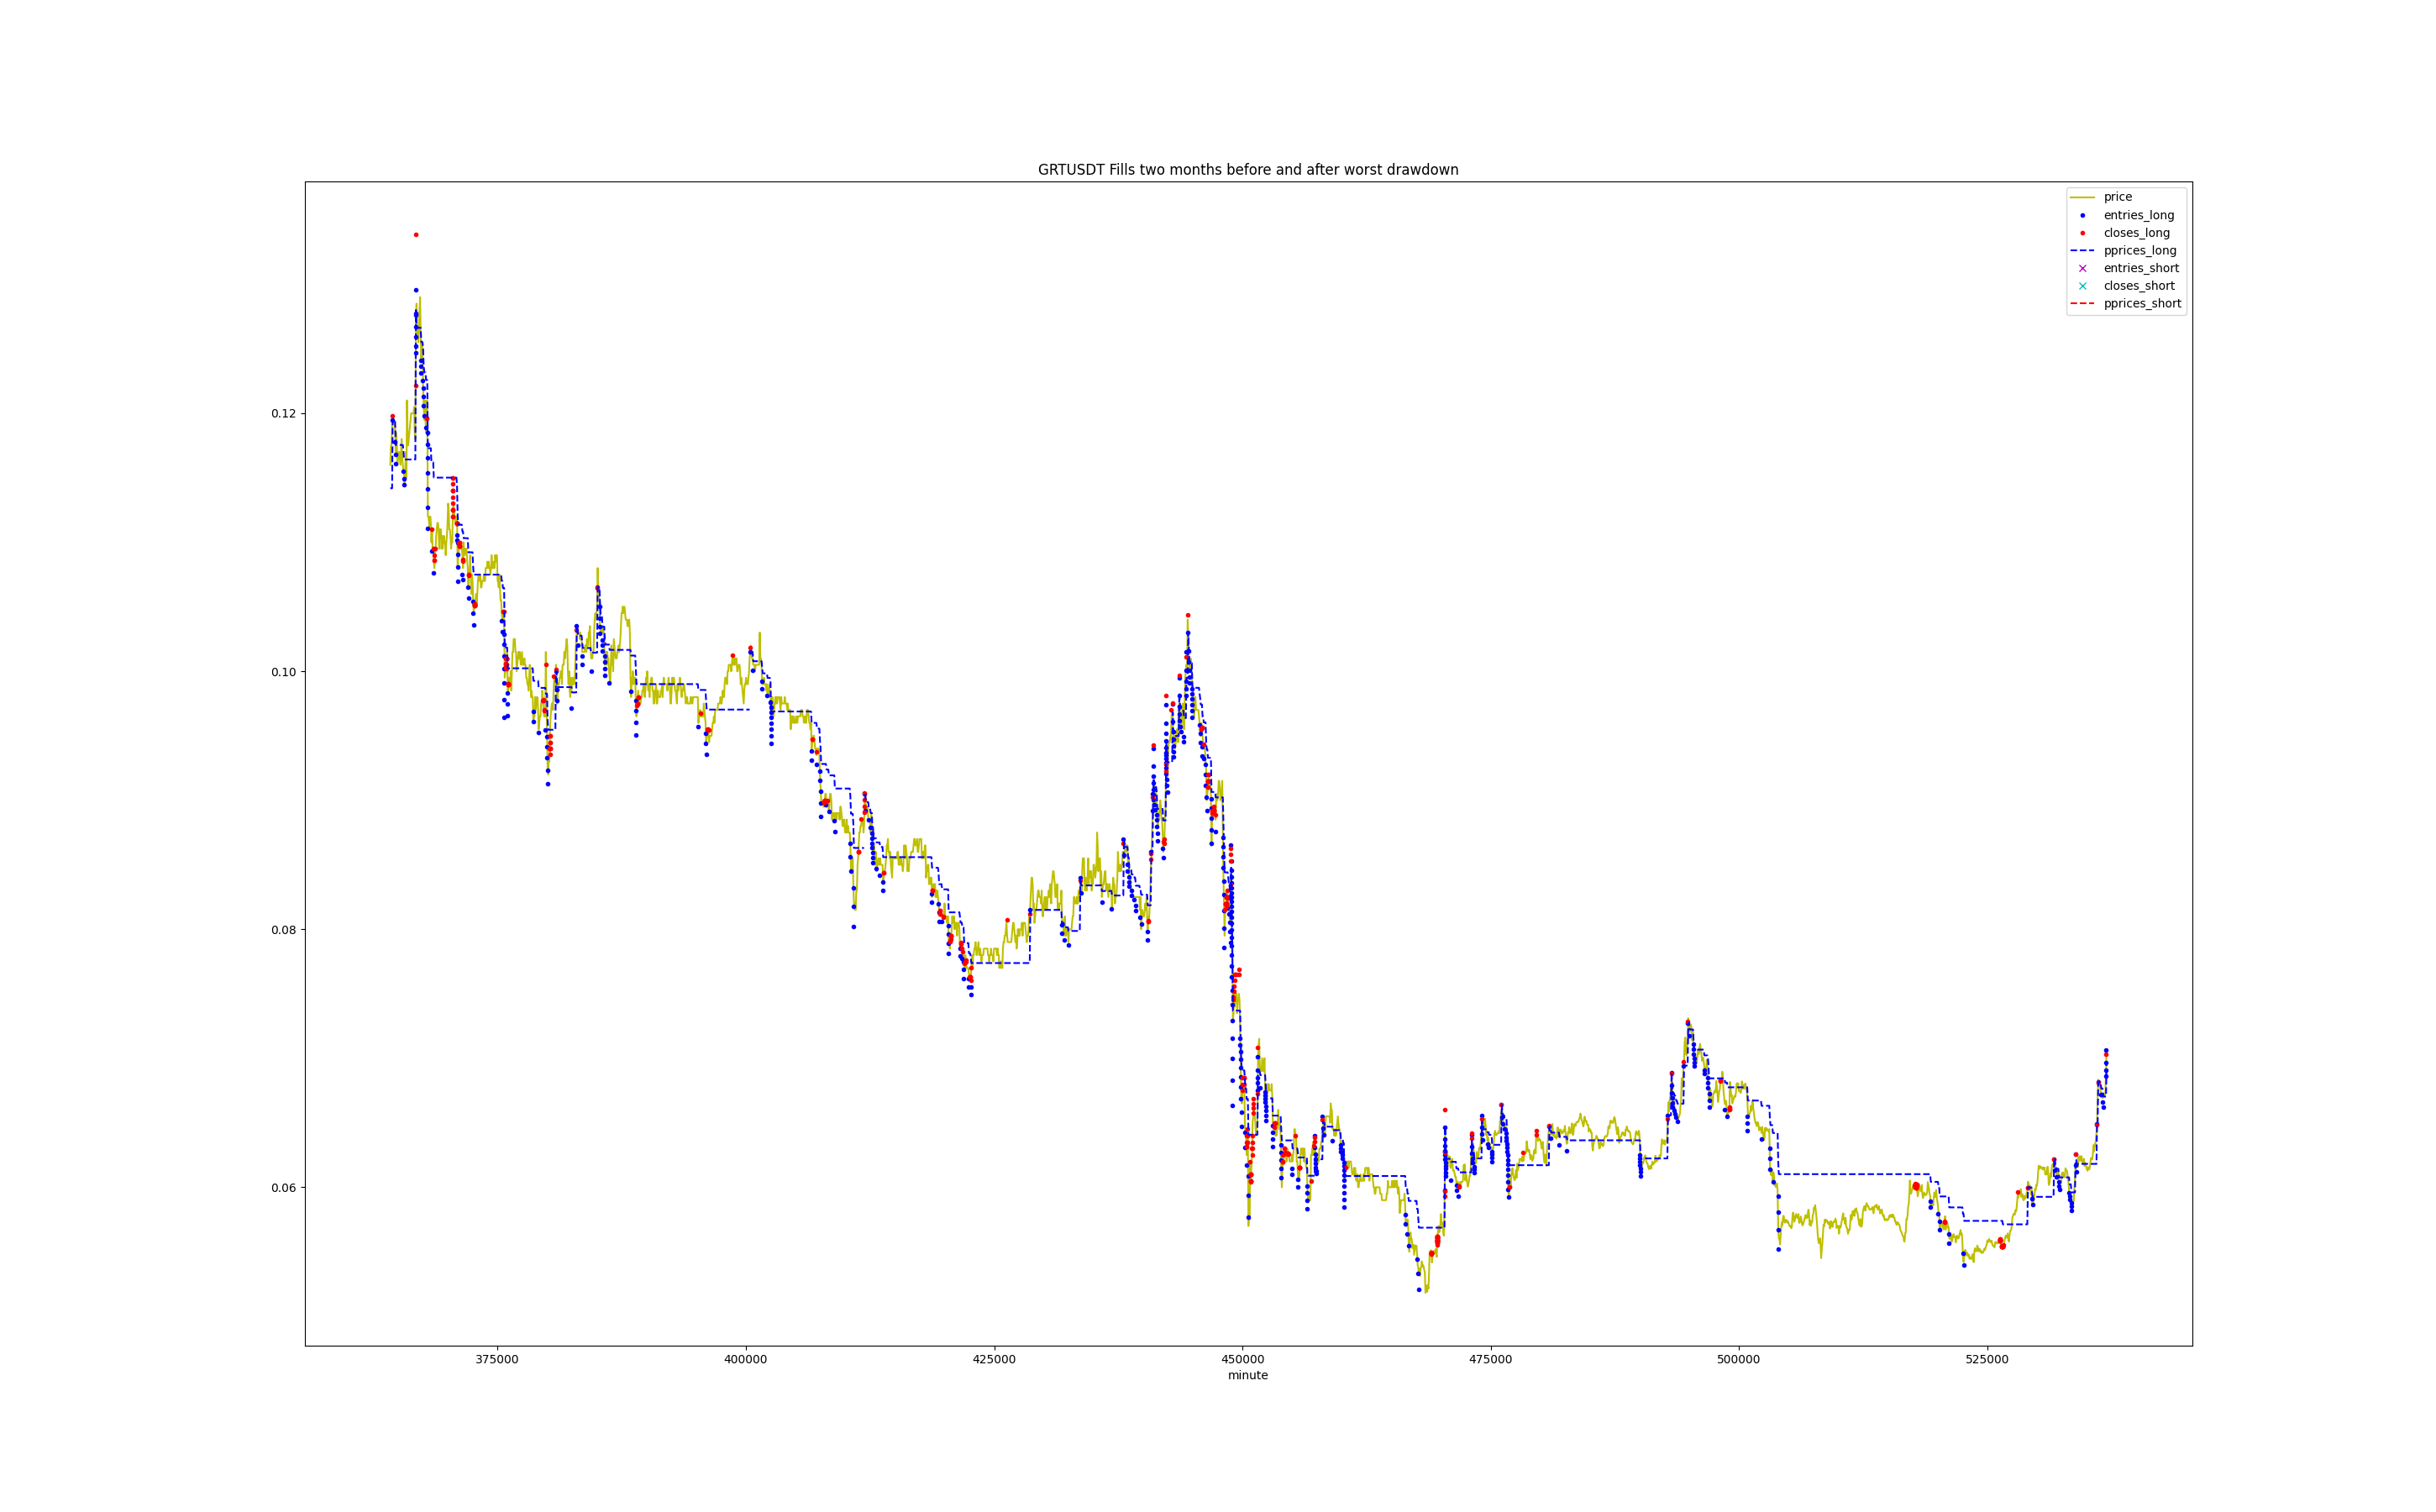 GRTUSDT Fills two months before and after worst drawdown
price
entries_long
closes_long
pprices_long
entries_short
closes_short
pprices_short
0.12
0.10
0.08
0.06
375000 400000 425000 450000 475000 500000 525000
minute